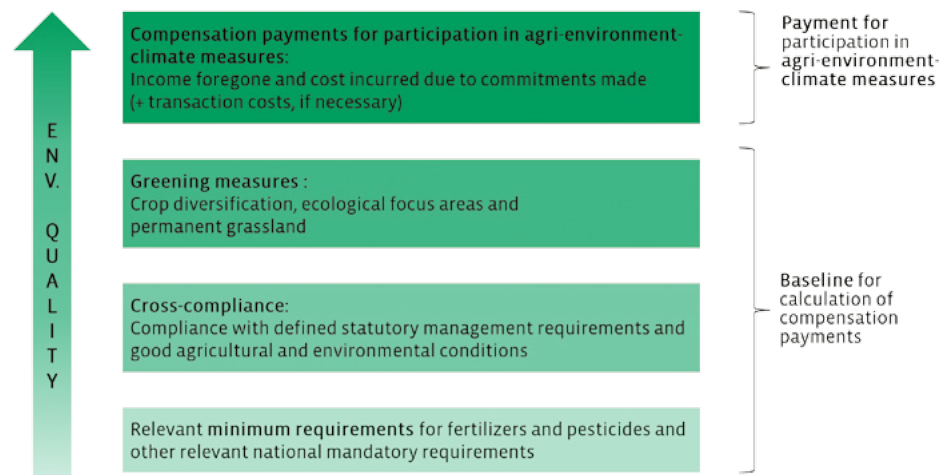 Compensation payments for participation in agri-environment-
climate measures:
Income foregone and cost incurred due to commitments made
(+ transaction costs, if necessary)
Payment for
participation in
agri-environment-
climate measures
ENV. QUALITY
Greening measures :
Crop diversification, ecological focus areas and
permanent grassland
Cross-compliance:
Compliance with defined statutory management requirements and
good agricultural and environmental conditions
Baseline for
calculation of
compensation
payments
Relevant minimum requirements for fertilizers and pesticides and
other relevant national mandatory requirements